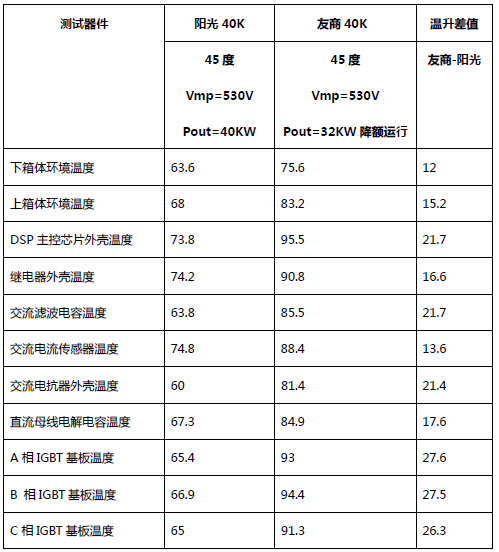 测试器件 阳光 40K 友商 40K 温升差值
45 度 45 度 友商-阳光
Vmp=530V Vmp=530V
Pout=40KW Pout=32KW 降额运行
下箱体环境温度 63.6 75.6 12
上箱体环境温度 68 83.2 15.2
DSP 主控芯片外壳温度 73.8 95.5 21.7
继电器外壳温度 74.2 90.8 16.6
交流滤波电容温度 63.8 85.5 21.7
交流电流传感器温度 74.8 88.4 13.6
交流电抗器外壳温度 60 81.4 21.4
直流母线电解电容温度 67.3 84.9 17.6
A 相 IGBT 基板温度 65.4 93 27.6
B 相 IGBT 基板温度 66.9 94.4 27.5
C 相 IGBT 基板温度 65 91.3 26.3